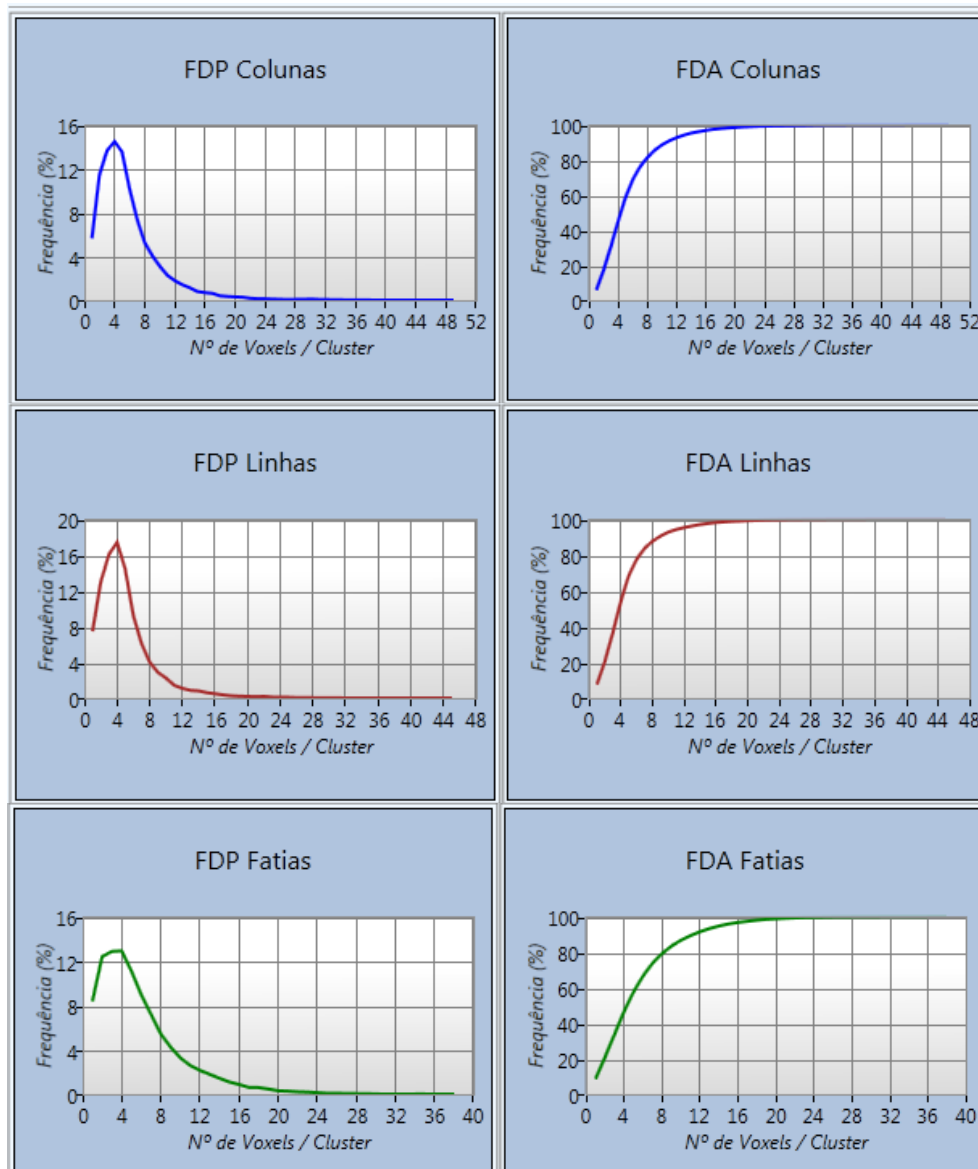 FDP Colunas
Frequência (%)
16
12
8
4
0
0 4 8 12 16 20 24 28 32 36 40 44 48 52
Nº de Voxels / Cluster
FDA Colunas
Frequência (%)
100
80
60
40
20
0
0 4 8 12 16 20 24 28 32 36 40 44 48 52
Nº de Voxels / Cluster
FDP Linhas
Frequência (%)
20
16
12
8
4
0
0 4 8 12 16 20 24 28 32 36 40 44 48
Nº de Voxels / Cluster
FDA Linhas
Frequência (%)
100
80
60
40
20
0
0 4 8 12 16 20 24 28 32 36 40 44 48
Nº de Voxels / Cluster
FDP Fatias
Frequência (%)
16
12
8
4
0
0 4 8 12 16 20 24 28 32 36 40
Nº de Voxels / Cluster
FDA Fatias
Frequência (%)
100
80
60
40
20
0
0 4 8 12 16 20 24 28 32 36 40
Nº de Voxels / Cluster